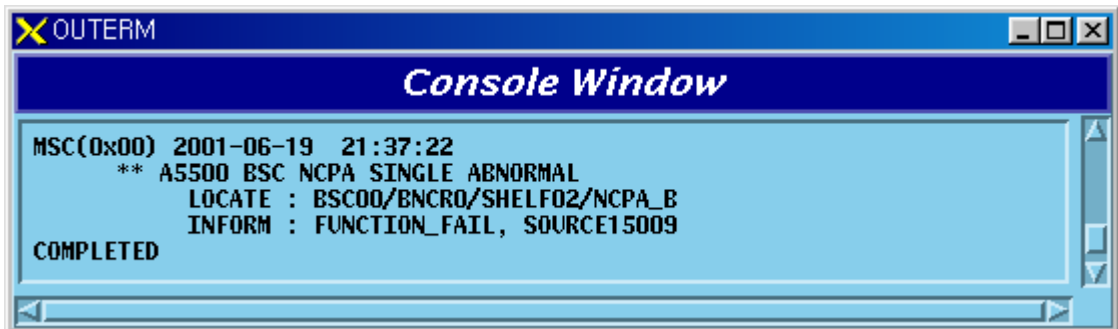 OUTERM
Console Window
MSC(0x00) 2001-06-19 21:37:22
** A5500 BSC NCPA SINGLE ABNORMAL
LOCATE : BSC00/BNCR0/SHELF02/NCPA_B
INFORM : FUNCTION_FAIL, SOURCE15009
COMPLETED